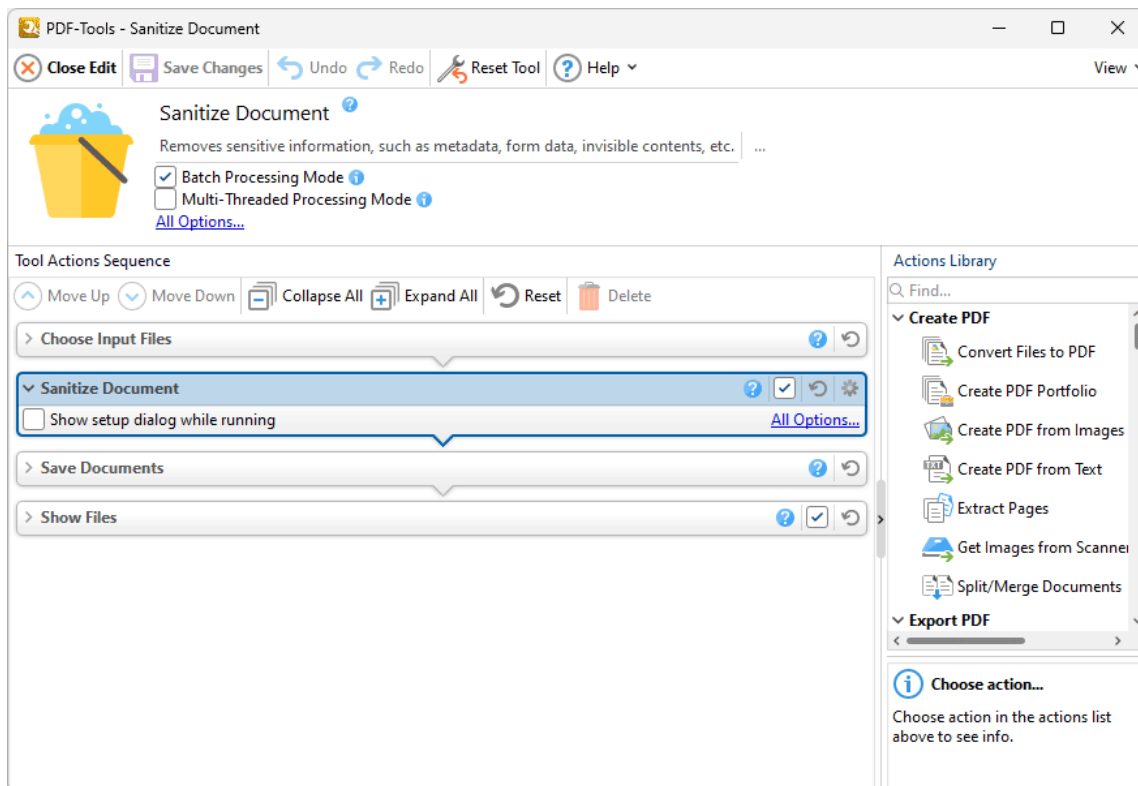 PDF-Tools - Sanitize Document
Close Edit Save Changes Undo Redo Reset Tool Help View
Sanitize Document
Removes sensitive information, such as metadata, form data, invisible contents, etc. ...
Batch Processing Mode
Multi-Threaded Processing Mode
All Options...
Tool Actions Sequence
Move Up Move Down Collapse All Expand All Reset Delete
Choose Input Files
Sanitize Document
Show setup dialog while running All Options...
Save Documents
Show Files
Actions Library
Find...
Create PDF
Convert Files to PDF
Create PDF Portfolio
Create PDF from Images
TXT Create PDF from Text
Extract Pages
Get Images from Scanner
Split/Merge Documents
Export PDF
Choose action...
Choose action in the actions list
above to see info.